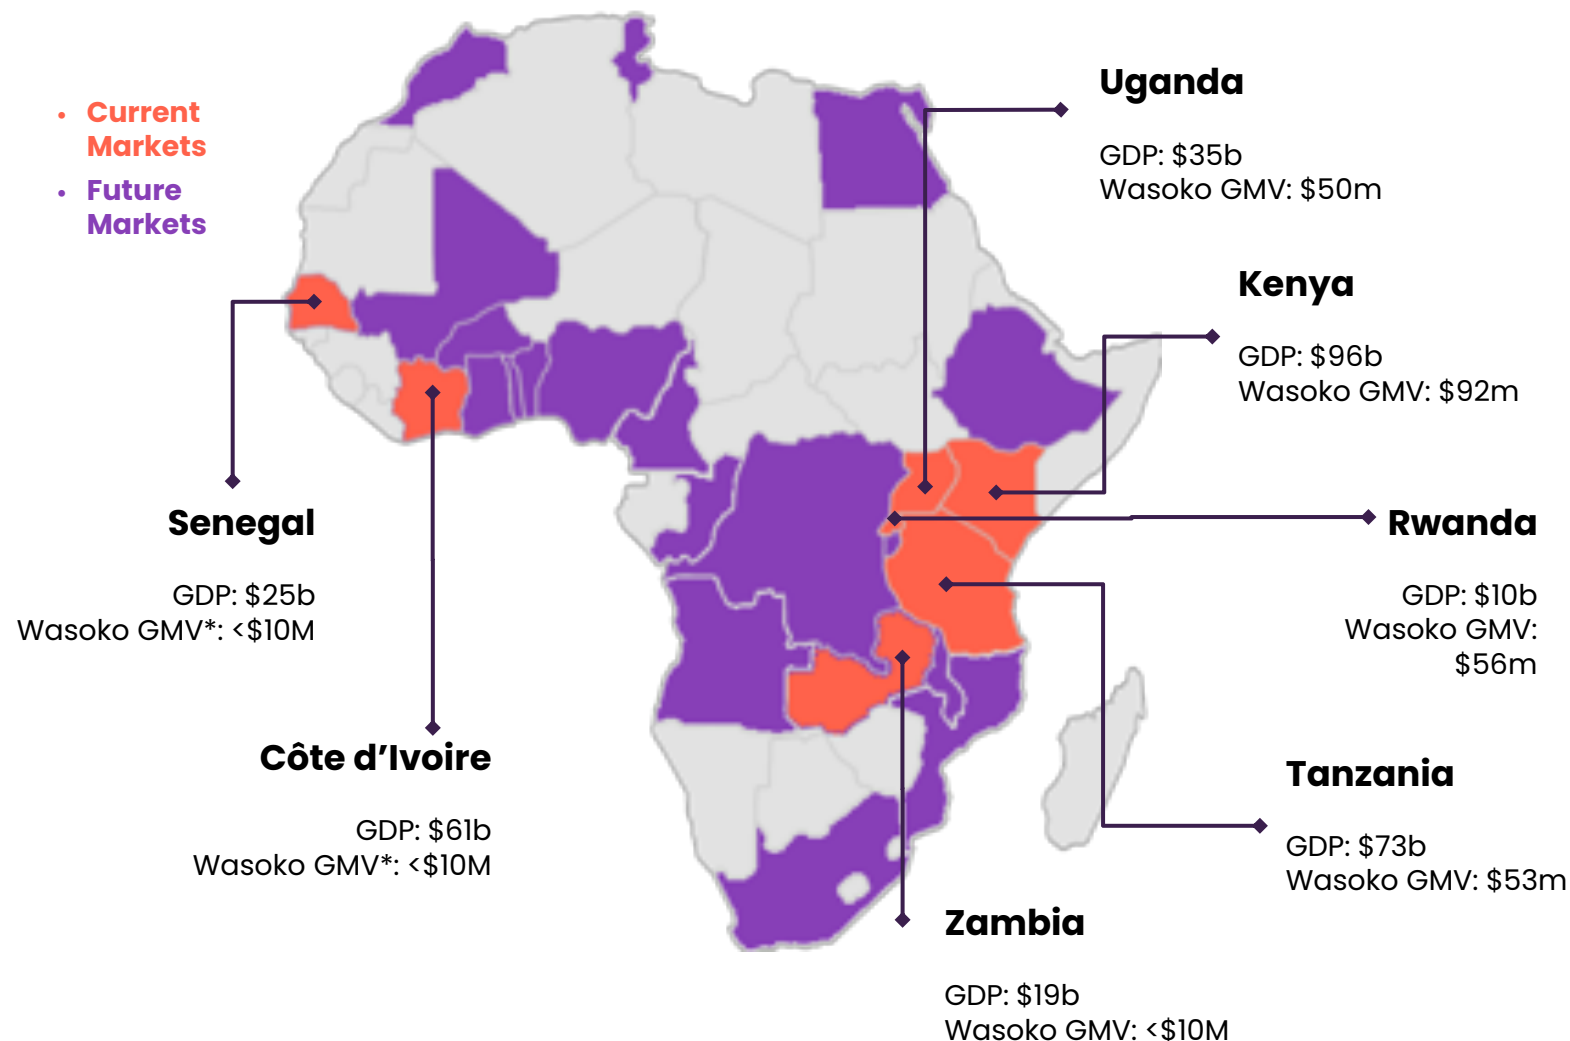 Current
Markets
Future
Markets
Uganda
GDP: $35b
Wasoko GMV: $50m
Kenya
GDP: $96b
Wasoko GMV: $92m
Rwanda
GDP: $10b
Wasoko GMV:
$56m
Senegal
GDP: $25b
Wasoko GMV*: <$10M
Côte d’Ivoire
GDP: $61b
Wasoko GMV*: <$10M
Tanzania
GDP: $73b
Wasoko GMV: $53m
Zambia
GDP: $19b
Wasoko GMV: <$10M